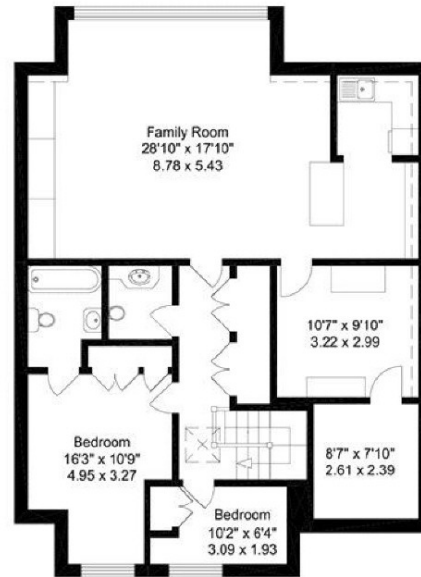 Family Room
28'10" x 17'10"
8.78 x 5.43
10'7" x 9'10"
3.22 x 2.99
Bedroom
16'3" x 10'9"
4.95 x 3.27
8'7" x 7'10"
2.61 x 2.39
Bedroom
10'2" x 6'4"
3.09 x 1.93